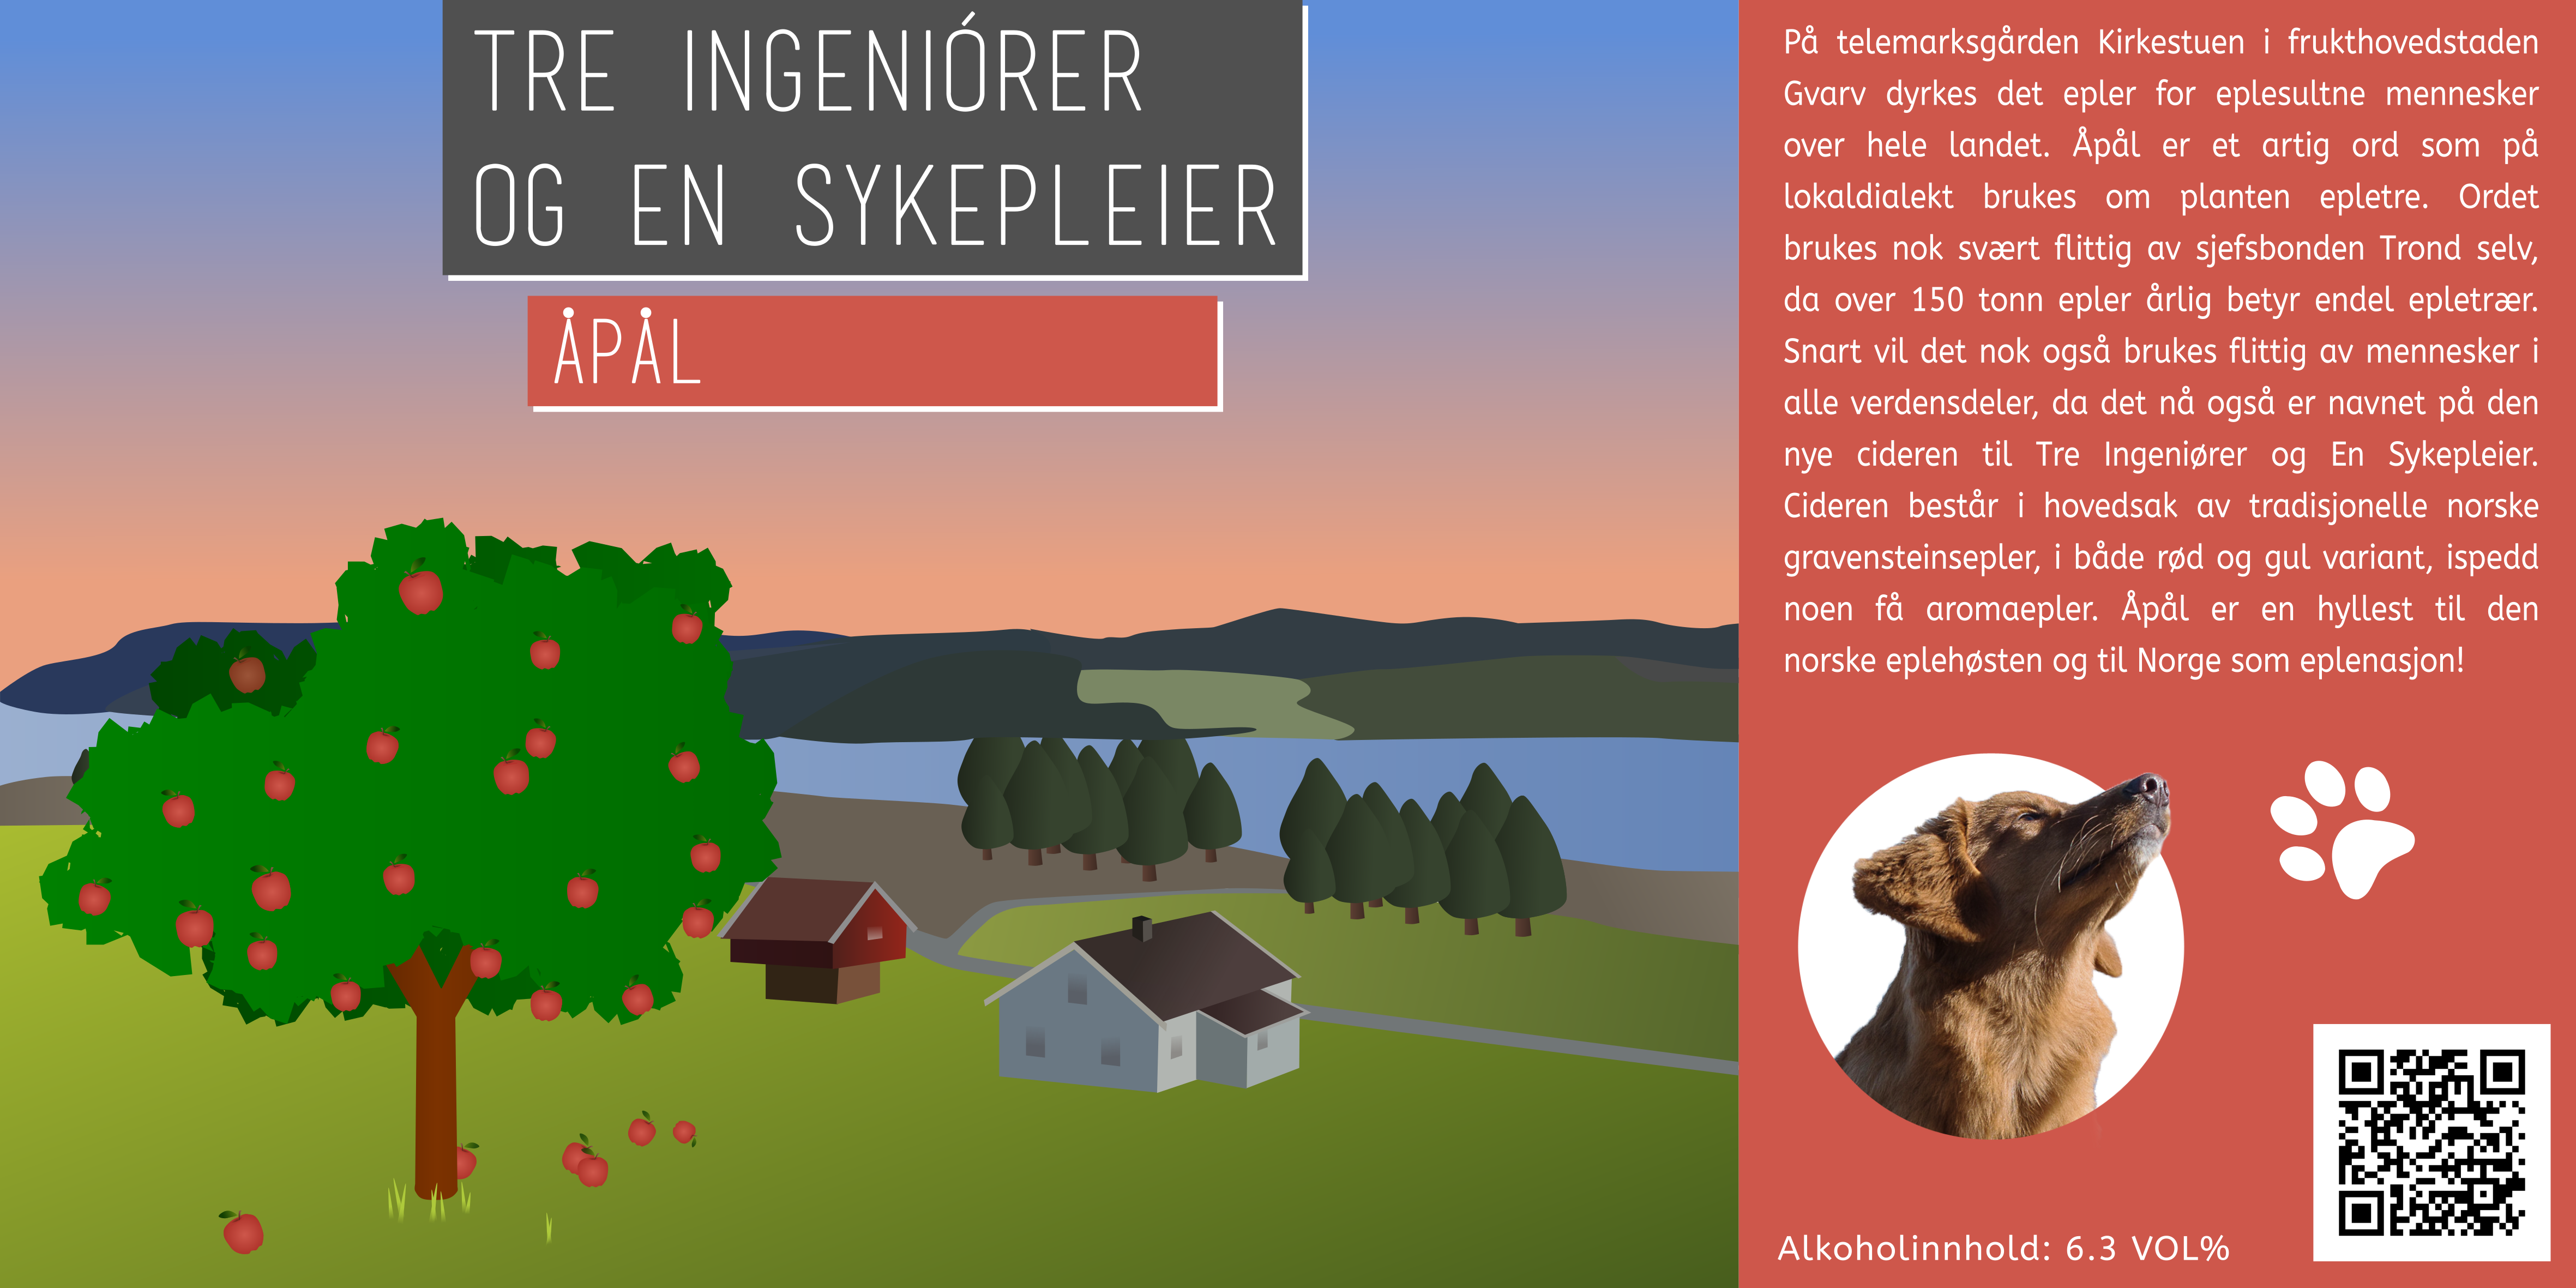 TRE INGENIÓRER
OG EN SYKEPLEIER
ÅPÅL
På telemarksgården Kirkestuen i frukthovedstaden
Gvarv dyrkes det epler for eplesultne mennesker
over hele landet. Åpål er et artig ord som på
lokaldialekt brukes om planten epletre. Ordet
brukes nok svært flittig av sjefsbonden Trond selv,
da over 150 tonn epler årlig betyr endel epletrær.
Snart vil det nok også brukes flittig av mennesker i
alle verdensdeler, da det nå også er navnet på den
nye cideren til Tre Ingeniører og En Sykepleier.
Cideren består i hovedsak av tradisjonelle norske
gravensteinsepler, i både rød og gul variant, ispedd
noen få aromaepler. Åpål er en hyllest til den
norske eplehøsten og til Norge som eplenasjon!
Alkoholinnhold: 6.3 VOL%